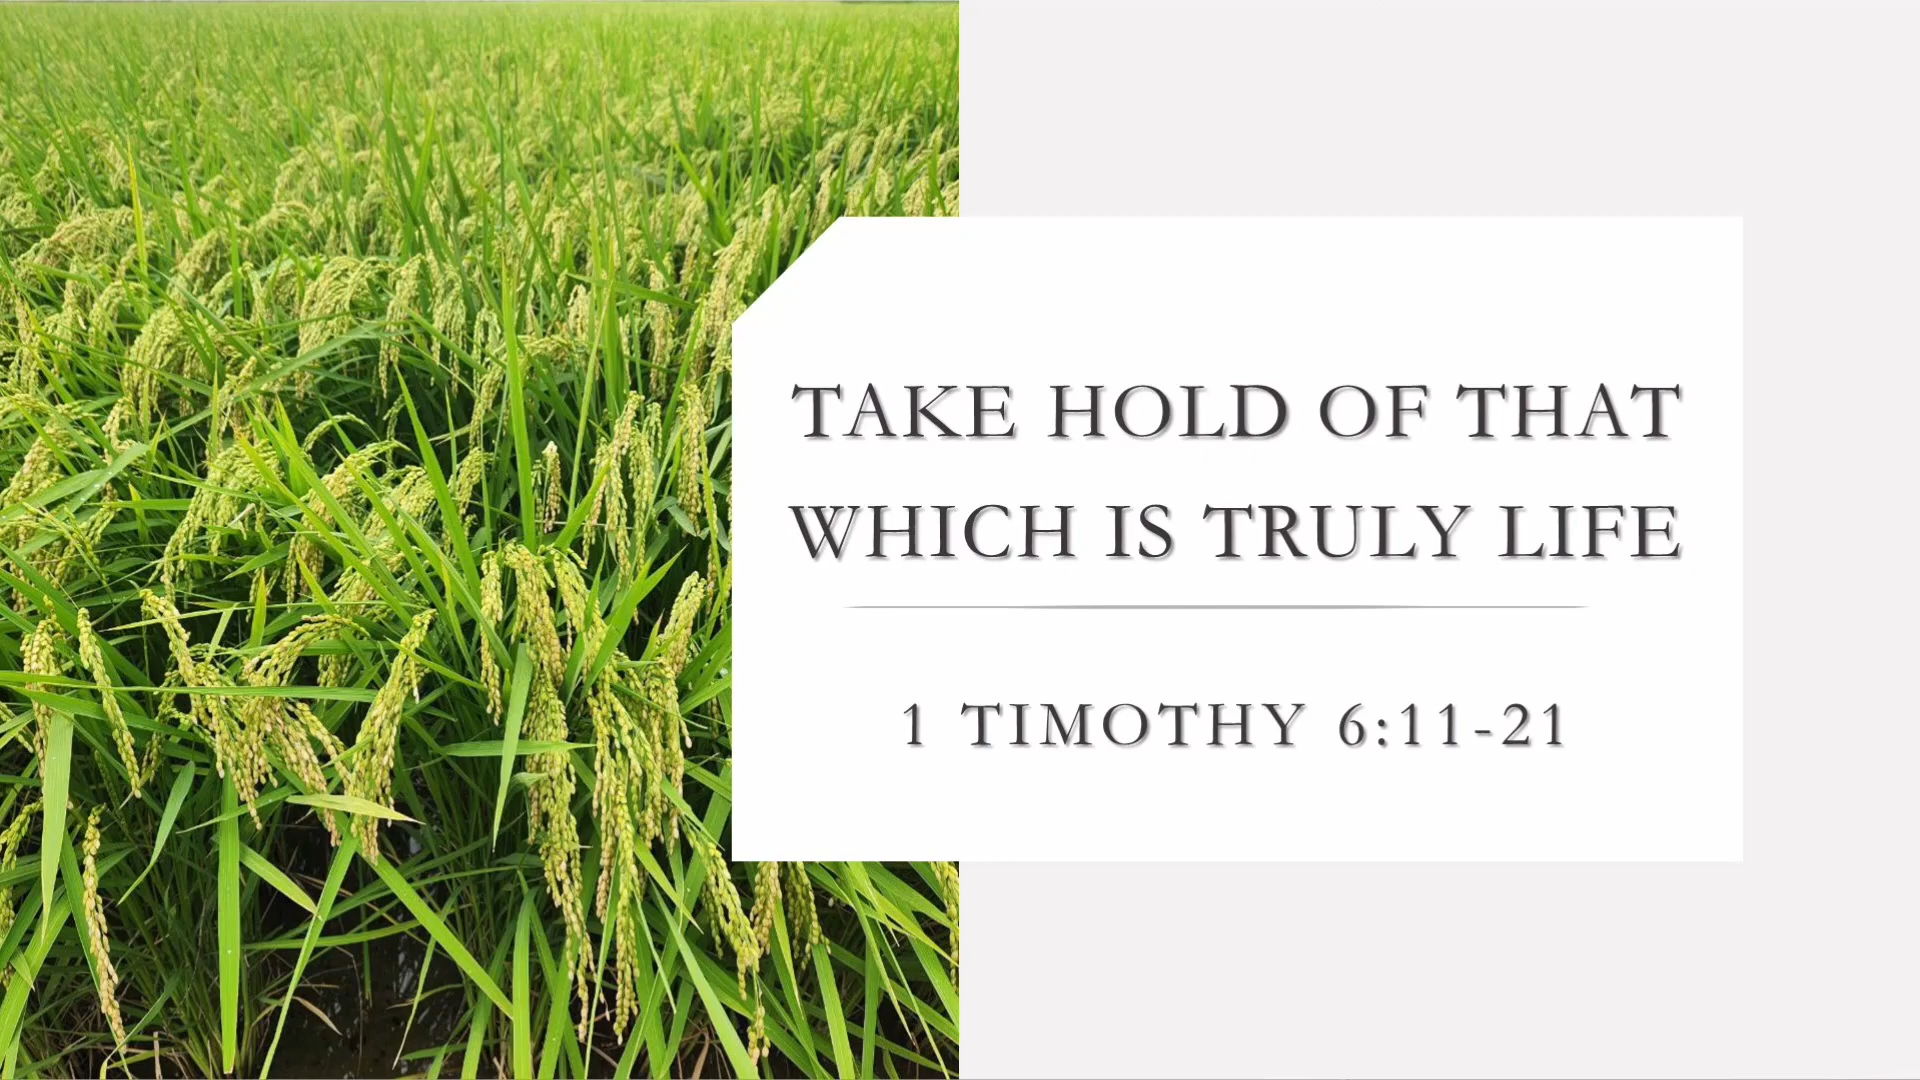 TAKE HOLD OF THAT
WHICH IS TRULY LIFE
1 TIMOTHY 6:11-21